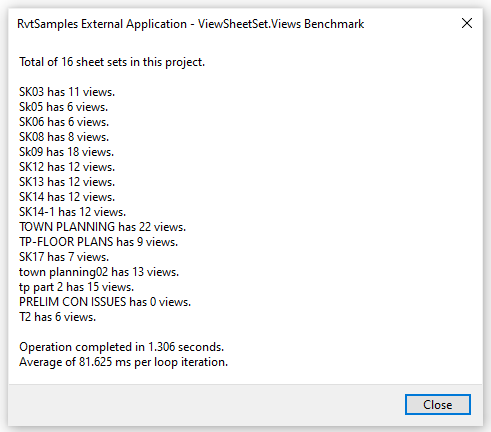 RvtSamples External Application - ViewSheetSet.Views Benchmark
Total of 16 sheet sets in this project.
SK03 has 11 views.
Sk05 has 6 views.
SK06 has 6 views.
SK08 has 8 views.
Sk09 has 18 views.
SK12 has 12 views.
SK13 has 12 views.
SK14 has 12 views.
SK14-1 has 12 views.
TOWN PLANNING has 22 views.
TP-FLOOR PLANS has 9 views.
SK17 has 7 views.
town planning02 has 13 views.
tp part 2 has 15 views.
PRELIM CON ISSUES has 0 views.
T2 has 6 views.
Operation completed in 1.306 seconds.
Average of 81.625 ms per loop iteration.
Close